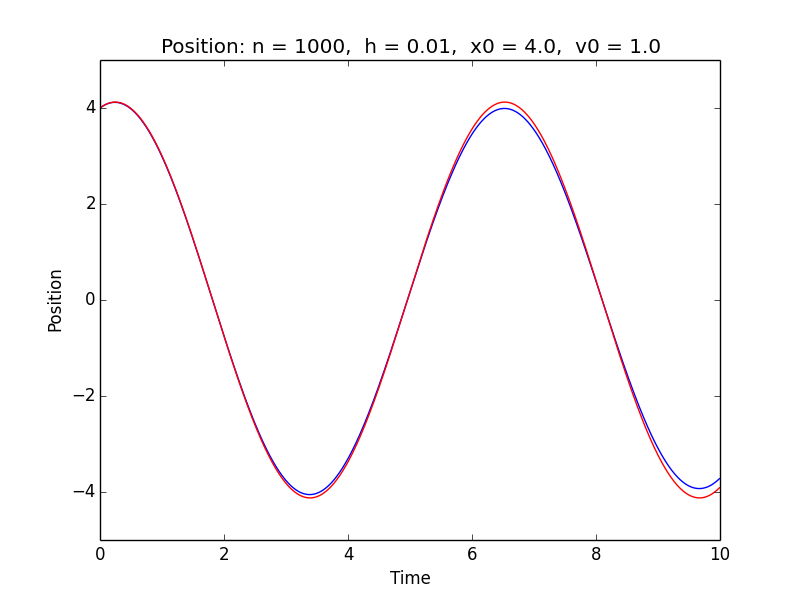 Position: n = 1000,  h = 0.01,  x0 = 4.0,  v0 = 1.0
4
2
0
−2
−4
Position
0 2 4 6 8 10
Time